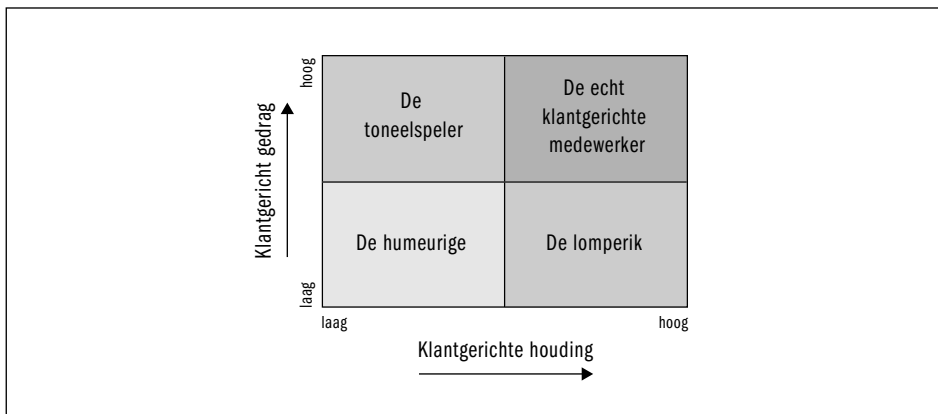 hoog
Klantgericht gedrag
laag
De
toneelspeler
De echt
klantgerichte
medewerker
De humeurige
De lomperik
laag
hoog
Klantgerichte houding